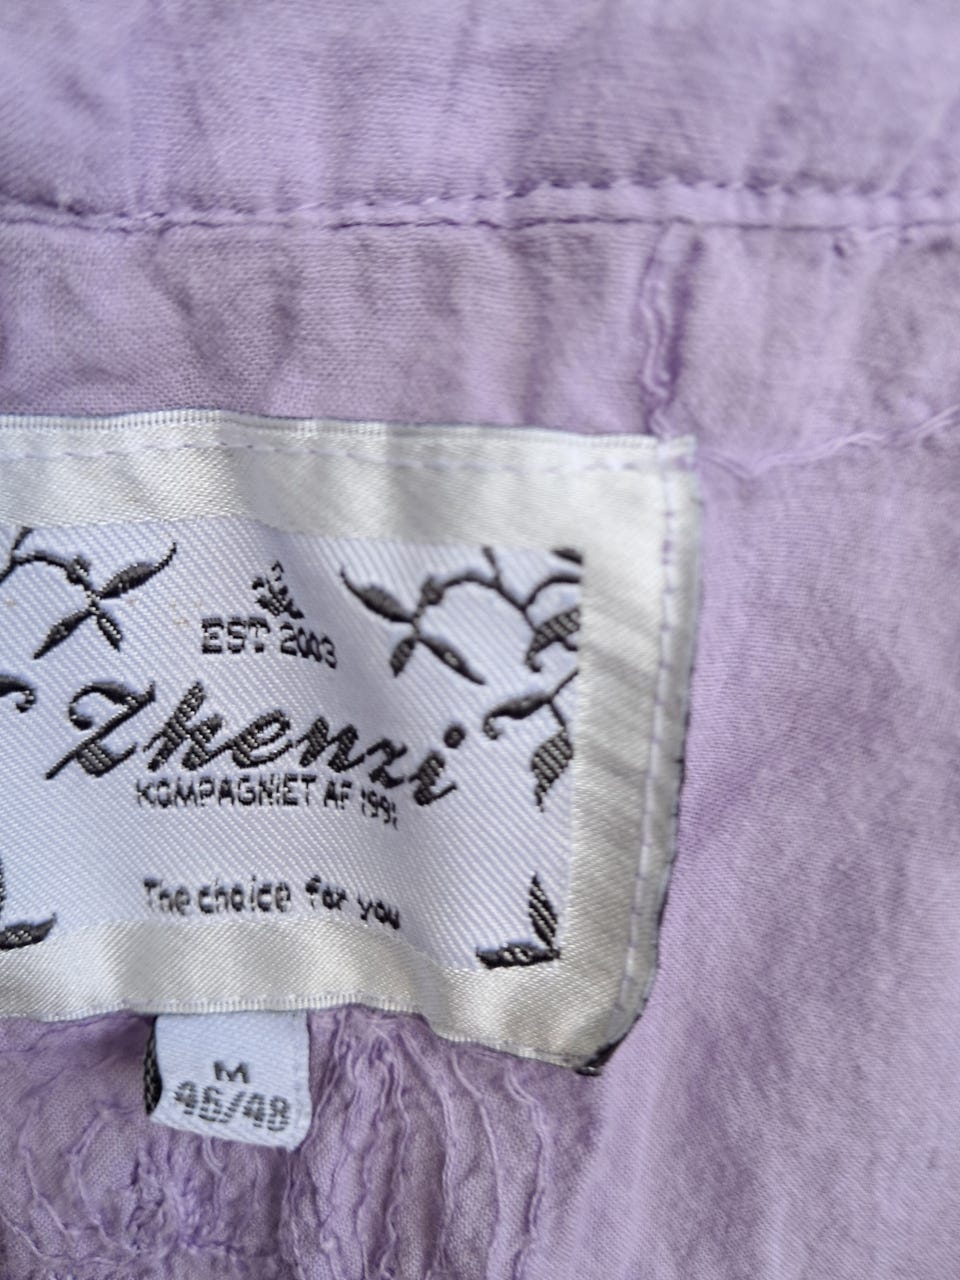 EST 2003
Zhenzi
KOMPAGNIET AF 1991
The choice for you
M
46/48